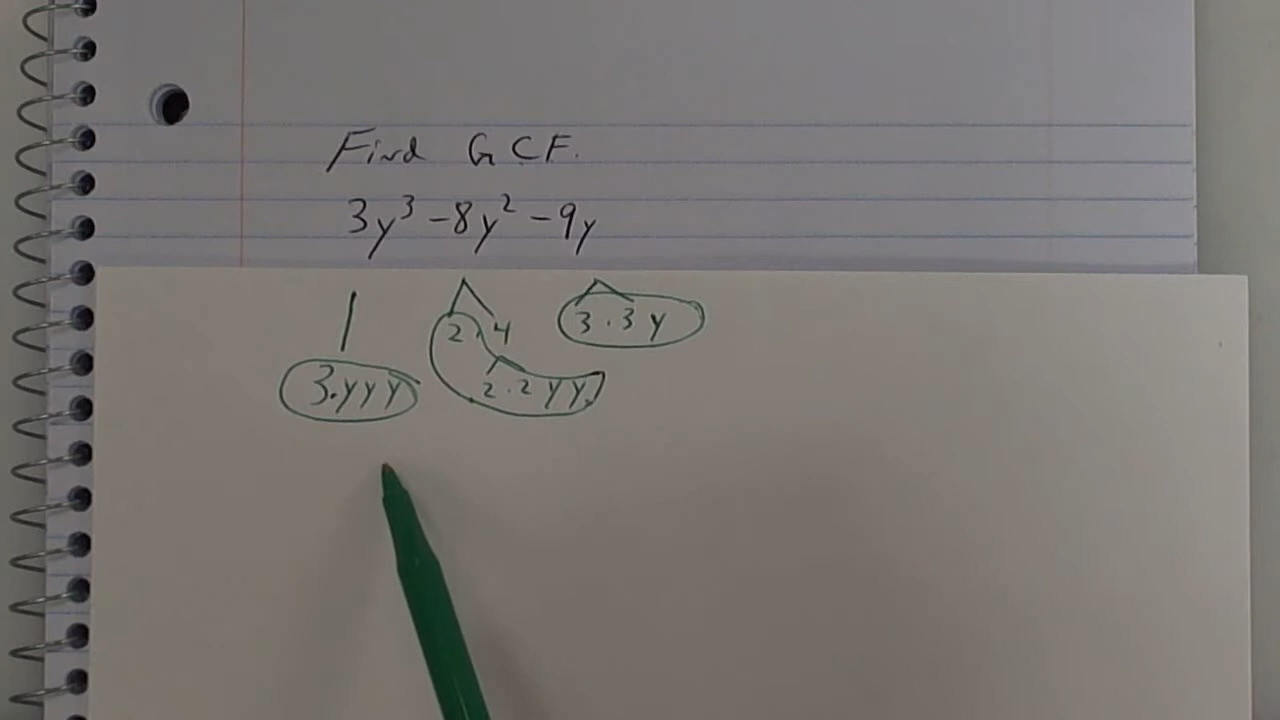 Find GCF.
3y³ - 8y² - 9y
2 · 4 3 · 3 y
3 · y y y 2 · 2 y y